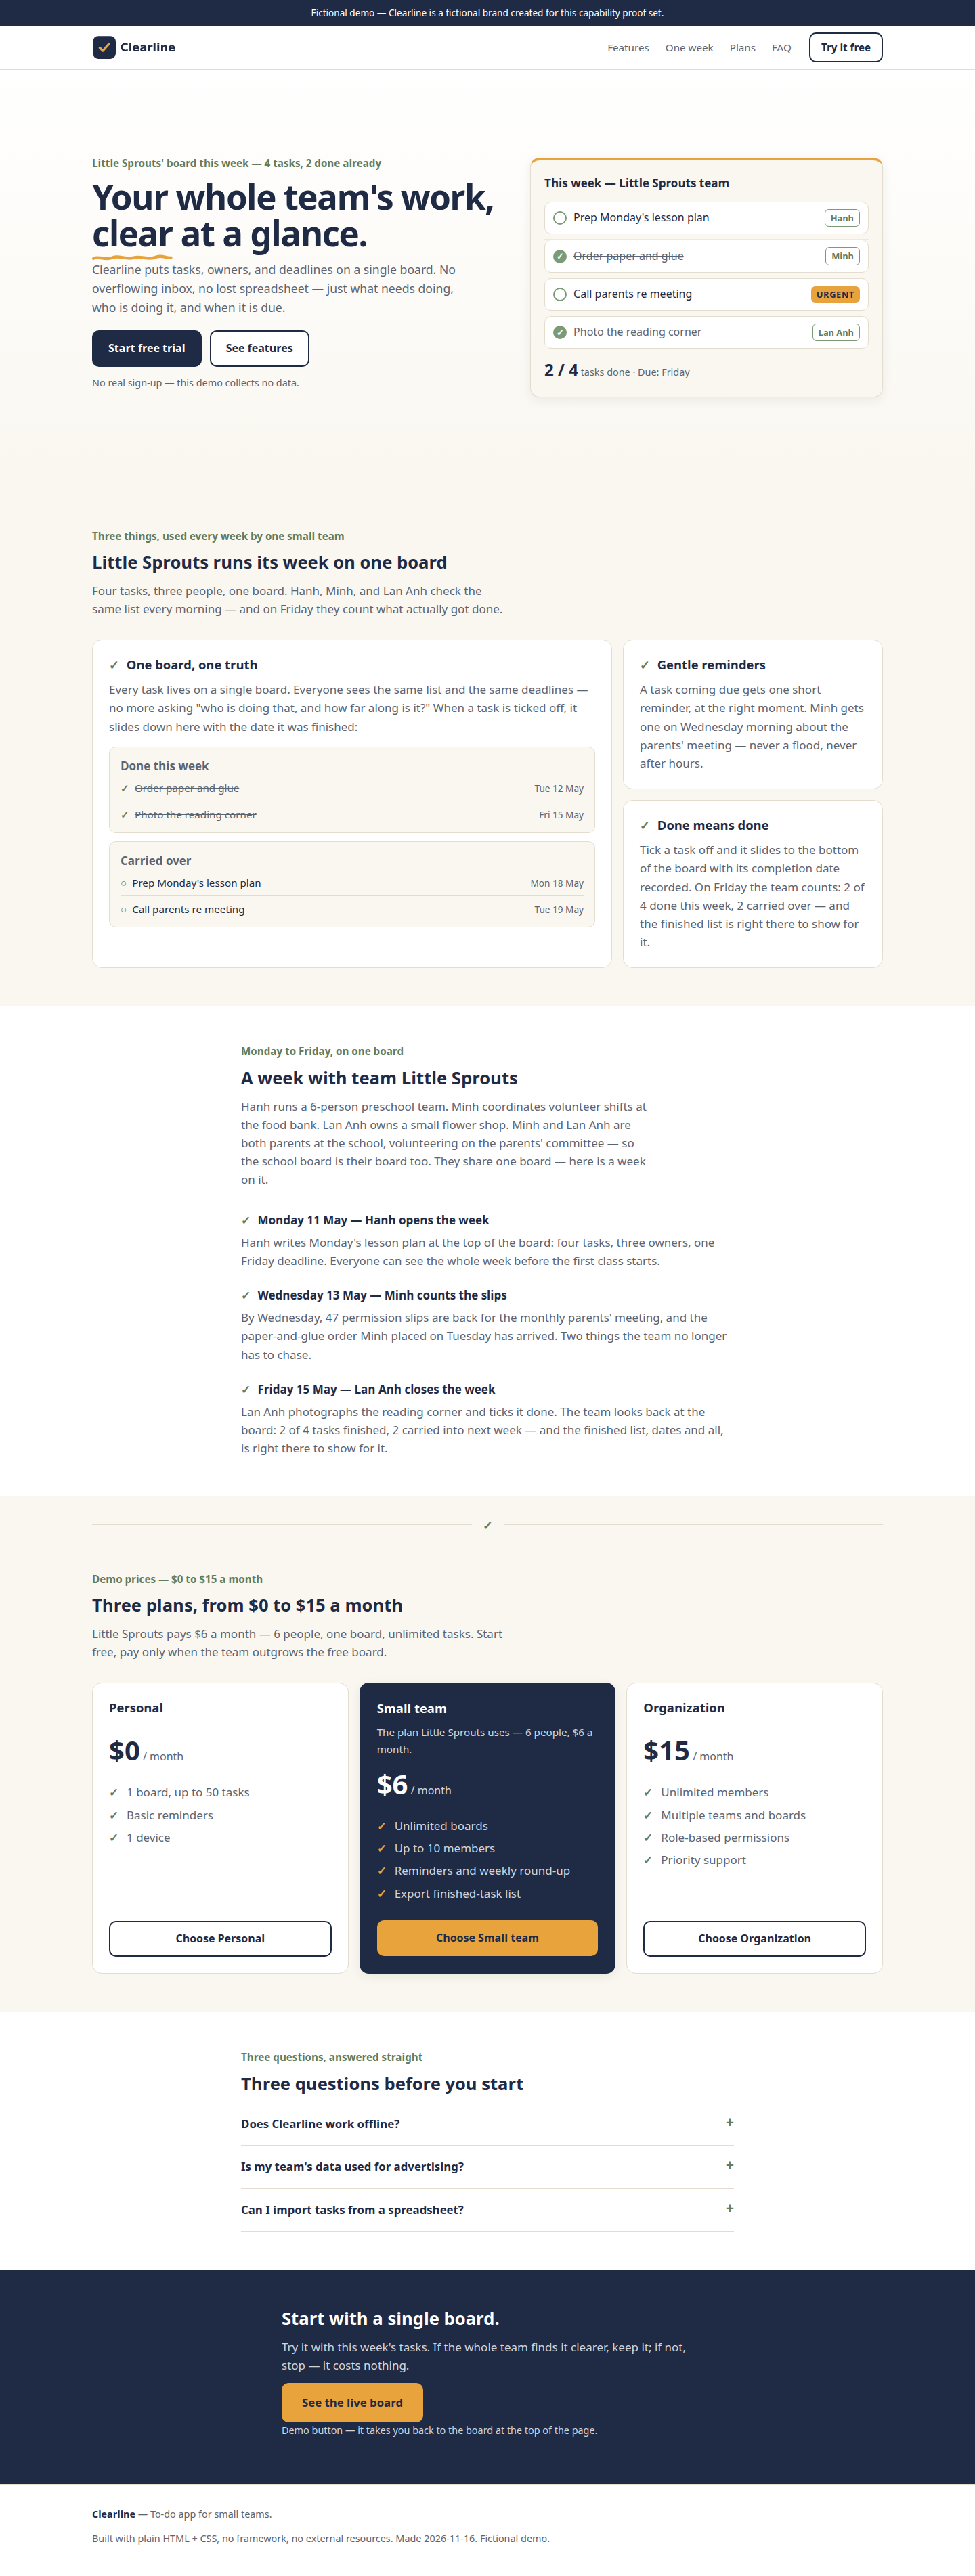 Fictional demo — Clearline is a fictional brand created for this capability proof set.
Clearline
Features
One week
Plans
FAQ
Try it free
Little Sprouts' board this week — 4 tasks, 2 done already
Your whole team's work,
clear at a glance.
Clearline puts tasks, owners, and deadlines on a single board. No
overflowing inbox, no lost spreadsheet — just what needs doing,
who is doing it, and when it is due.
Start free trial
See features
No real sign-up — this demo collects no data.
This week — Little Sprouts team
Prep Monday's lesson plan
Hanh
Order paper and glue
Minh
Call parents re meeting
URGENT
Photo the reading corner
Lan Anh
2 / 4 tasks done · Due: Friday
Three things, used every week by one small team
Little Sprouts runs its week on one board
Four tasks, three people, one board. Hanh, Minh, and Lan Anh check the
same list every morning — and on Friday they count what actually got done.
✓ One board, one truth
Every task lives on a single board. Everyone sees the same list and the same deadlines —
no more asking "who is doing that, and how far along is it?" When a task is ticked off, it
slides down here with the date it was finished:
Done this week
✓ Order paper and glue
Tue 12 May
✓ Photo the reading corner
Fri 15 May
Carried over
○ Prep Monday's lesson plan
Mon 18 May
○ Call parents re meeting
Tue 19 May
✓ Gentle reminders
A task coming due gets one short
reminder, at the right moment. Minh gets
one on Wednesday morning about the
parents' meeting — never a flood, never
after hours.
✓ Done means done
Tick a task off and it slides to the bottom
of the board with its completion date
recorded. On Friday the team counts: 2 of
4 done this week, 2 carried over — and
the finished list is right there to show for
it.
Monday to Friday, on one board
A week with team Little Sprouts
Hanh runs a 6-person preschool team. Minh coordinates volunteer shifts at
the food bank. Lan Anh owns a small flower shop. Minh and Lan Anh are
both parents at the school, volunteering on the parents' committee — so
the school board is their board too. They share one board — here is a week
on it.
✓ Monday 11 May — Hanh opens the week
Hanh writes Monday's lesson plan at the top of the board: four tasks, three owners, one
Friday deadline. Everyone can see the whole week before the first class starts.
✓ Wednesday 13 May — Minh counts the slips
By Wednesday, 47 permission slips are back for the monthly parents' meeting, and the
paper-and-glue order Minh placed on Tuesday has arrived. Two things the team no longer
has to chase.
✓ Friday 15 May — Lan Anh closes the week
Lan Anh photographs the reading corner and ticks it done. The team looks back at the
board: 2 of 4 tasks finished, 2 carried into next week — and the finished list, dates and all,
is right there to show for it.
✓
Demo prices — $0 to $15 a month
Three plans, from $0 to $15 a month
Little Sprouts pays $6 a month — 6 people, one board, unlimited tasks. Start
free, pay only when the team outgrows the free board.
Personal
$0 / month
✓ 1 board, up to 50 tasks
✓ Basic reminders
✓ 1 device
Choose Personal
Small team
The plan Little Sprouts uses — 6 people, $6 a
month.
$6 / month
✓ Unlimited boards
✓ Up to 10 members
✓ Reminders and weekly round-up
✓ Export finished-task list
Choose Small team
Organization
$15 / month
✓ Unlimited members
✓ Multiple teams and boards
✓ Role-based permissions
✓ Priority support
Choose Organization
Three questions, answered straight
Three questions before you start
Does Clearline work offline? +
Is my team's data used for advertising? +
Can I import tasks from a spreadsheet? +
Start with a single board.
Try it with this week's tasks. If the whole team finds it clearer, keep it; if not,
stop — it costs nothing.
See the live board
Demo button — it takes you back to the board at the top of the page.
Clearline — To-do app for small teams.
Built with plain HTML + CSS, no framework, no external resources. Made 2026-11-16. Fictional demo.